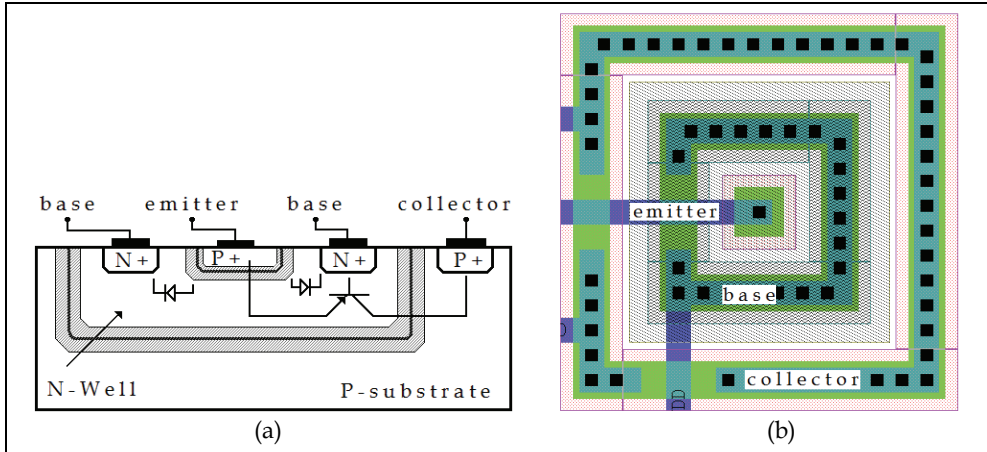 base emitter base collector
N+ P+ N+ P+
N-Well P-substrate
(a)
emitter
base
collector
(b)